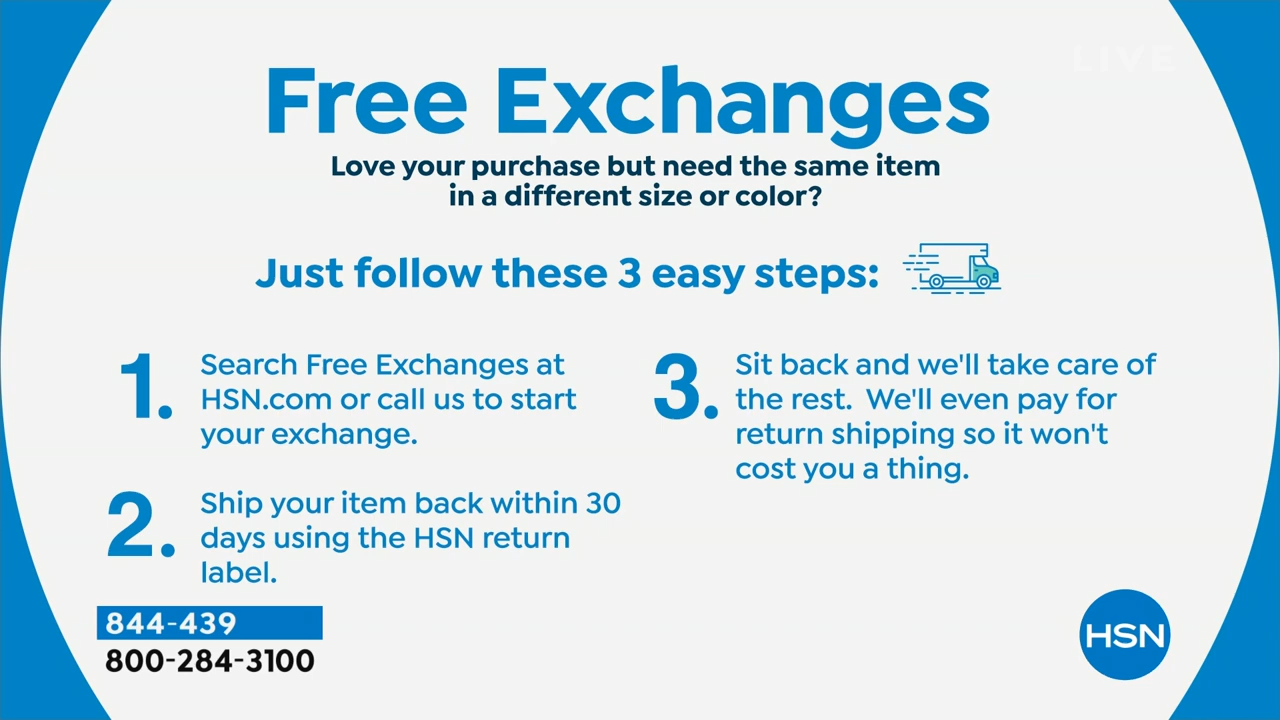 LIVE
Free Exchanges
Love your purchase but need the same item
in a different size or color?
Just follow these 3 easy steps:
1. Search Free Exchanges at
HSN.com or call us to start
your exchange.
2. Ship your item back within 30
days using the HSN return
label.
3. Sit back and we'll take care of
the rest. We'll even pay for
return shipping so it won't
cost you a thing.
844-439
800-284-3100
HSN